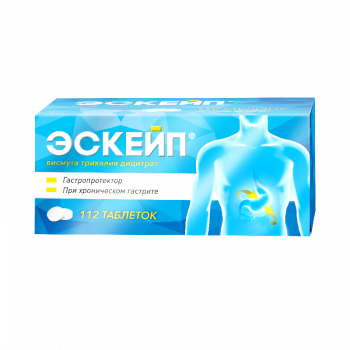 ЭСКЕЙП®
висмута трикалия дицитрат
Гастропротектор
При хроническом гастрите
112 ТАБЛЕТОК